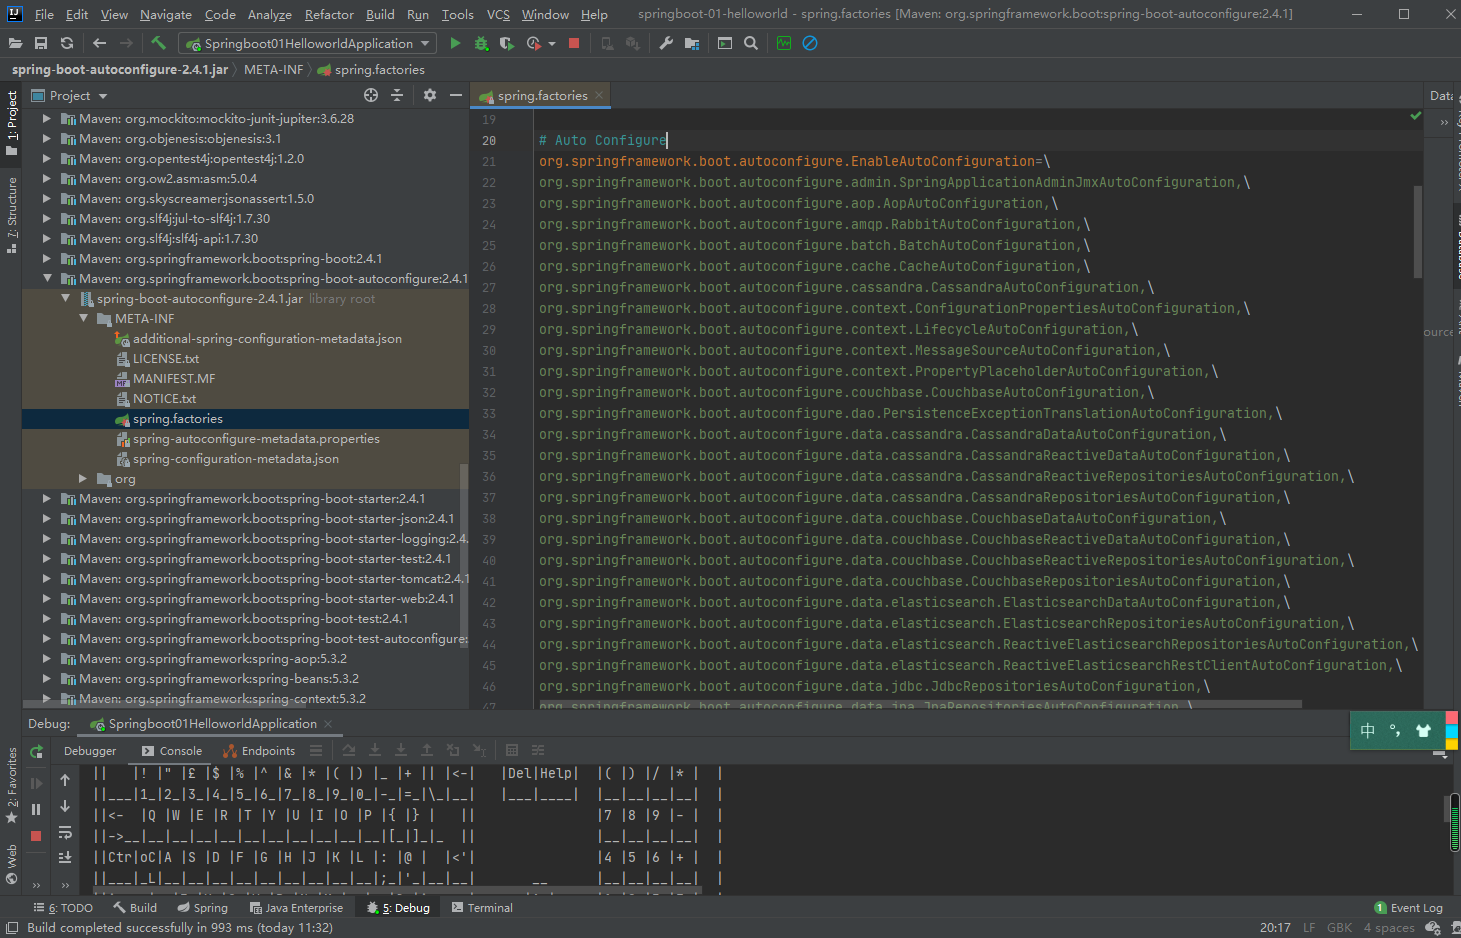 File Edit View Navigate Code Analyze Refactor Build Run Tools VCS Window Help springboot-01-helloworld - spring.factories [Maven: org.springframework.boot:spring-boot-autoconfigure:2.4.1]
Springboot01HelloworldApplication
spring-boot-autoconfigure-2.4.1.jar META-INF spring.factories
Project
spring.factories
Data
1: Project
7: Structure
2: Favorites
Web
Maven: org.mockito:mockito-junit-jupiter:3.6.28
Maven: org.objenesis:objenesis:3.1
Maven: org.opentest4j:opentest4j:1.2.0
Maven: org.ow2.asm:asm:5.0.4
Maven: org.skyscreamer:jsonassert:1.5.0
Maven: org.slf4j:jul-to-slf4j:1.7.30
Maven: org.slf4j:slf4j-api:1.7.30
Maven: org.springframework.boot:spring-boot:2.4.1
Maven: org.springframework.boot:spring-boot-autoconfigure:2.4.1
spring-boot-autoconfigure-2.4.1.jar library root
META-INF
additional-spring-configuration-metadata.json
LICENSE.txt
MANIFEST.MF
NOTICE.txt
spring.factories
spring-autoconfigure-metadata.properties
spring-configuration-metadata.json
org
Maven: org.springframework.boot:spring-boot-starter:2.4.1
Maven: org.springframework.boot:spring-boot-starter-json:2.4.1
Maven: org.springframework.boot:spring-boot-starter-logging:2.4.
Maven: org.springframework.boot:spring-boot-starter-test:2.4.1
Maven: org.springframework.boot:spring-boot-starter-tomcat:2.4.1
Maven: org.springframework.boot:spring-boot-starter-web:2.4.1
Maven: org.springframework.boot:spring-boot-test:2.4.1
Maven: org.springframework.boot:spring-boot-test-autoconfigure:
Maven: org.springframework:spring-aop:5.3.2
Maven: org.springframework:spring-beans:5.3.2
Maven: org.springframework:spring-context:5.3.2
19
20 # Auto Configure
21 org.springframework.boot.autoconfigure.EnableAutoConfiguration=\
22 org.springframework.boot.autoconfigure.admin.SpringApplicationAdminJmxAutoConfiguration,\
23 org.springframework.boot.autoconfigure.aop.AopAutoConfiguration,\
24 org.springframework.boot.autoconfigure.amqp.RabbitAutoConfiguration,\
25 org.springframework.boot.autoconfigure.batch.BatchAutoConfiguration,\
26 org.springframework.boot.autoconfigure.cache.CacheAutoConfiguration,\
27 org.springframework.boot.autoconfigure.cassandra.CassandraAutoConfiguration,\
28 org.springframework.boot.autoconfigure.context.ConfigurationPropertiesAutoConfiguration,\
29 org.springframework.boot.autoconfigure.context.LifecycleAutoConfiguration,\
30 org.springframework.boot.autoconfigure.context.MessageSourceAutoConfiguration,\
31 org.springframework.boot.autoconfigure.context.PropertyPlaceholderAutoConfiguration,\
32 org.springframework.boot.autoconfigure.couchbase.CouchbaseAutoConfiguration,\
33 org.springframework.boot.autoconfigure.dao.PersistenceExceptionTranslationAutoConfiguration,\
34 org.springframework.boot.autoconfigure.data.cassandra.CassandraDataAutoConfiguration,\
35 org.springframework.boot.autoconfigure.data.cassandra.CassandraReactiveDataAutoConfiguration,\
36 org.springframework.boot.autoconfigure.data.cassandra.CassandraReactiveRepositoriesAutoConfiguration,\
37 org.springframework.boot.autoconfigure.data.cassandra.CassandraRepositoriesAutoConfiguration,\
38 org.springframework.boot.autoconfigure.data.couchbase.CouchbaseDataAutoConfiguration,\
39 org.springframework.boot.autoconfigure.data.couchbase.CouchbaseReactiveDataAutoConfiguration,\
40 org.springframework.boot.autoconfigure.data.couchbase.CouchbaseReactiveRepositoriesAutoConfiguration,\
41 org.springframework.boot.autoconfigure.data.couchbase.CouchbaseRepositoriesAutoConfiguration,\
42 org.springframework.boot.autoconfigure.data.elasticsearch.ElasticsearchDataAutoConfiguration,\
43 org.springframework.boot.autoconfigure.data.elasticsearch.ElasticsearchRepositoriesAutoConfiguration,\
44 org.springframework.boot.autoconfigure.data.elasticsearch.ReactiveElasticsearchRepositoriesAutoConfiguration,\
45 org.springframework.boot.autoconfigure.data.elasticsearch.ReactiveElasticsearchRestClientAutoConfiguration,\
46 org.springframework.boot.autoconfigure.data.jdbc.JdbcRepositoriesAutoConfiguration,\
47 org.springframework.boot.autoconfigure.data.jpa.JpaRepositoriesAutoConfiguration,\
ource
中 °,
Debug: Springboot01HelloworldApplication
Debugger Console Endpoints
|| |! |" |£ |$ |% |^ |& |* |( |) |_ |+ || |<-| |Del|Help| |( |) |/ |* | |
||___|1_|2_|3_|4_|5_|6_|7_|8_|9_|0_|-_|=_|\_|__| |___|____| |__|__|__|__| |
||<- |Q |W |E |R |T |Y |U |I |O |P |{ |} | || |7 |8 |9 |- | |
||->__|__|__|__|__|__|__|__|__|__|__|[_|]_|_ || |__|__|__|__| |
||Ctr|oC|A |S |D |F |G |H |J |K |L |: |@ | |<'| |4 |5 |6 |+ | |
||___|_L|__|__|__|__|__|__|__|__|__|;_|'_|__|__| __ |__|__|__|__| |
6: TODO Build Spring Java Enterprise 5: Debug Terminal 1 Event Log
Build completed successfully in 993 ms (today 11:32) 20:17 LF GBK 4 spaces